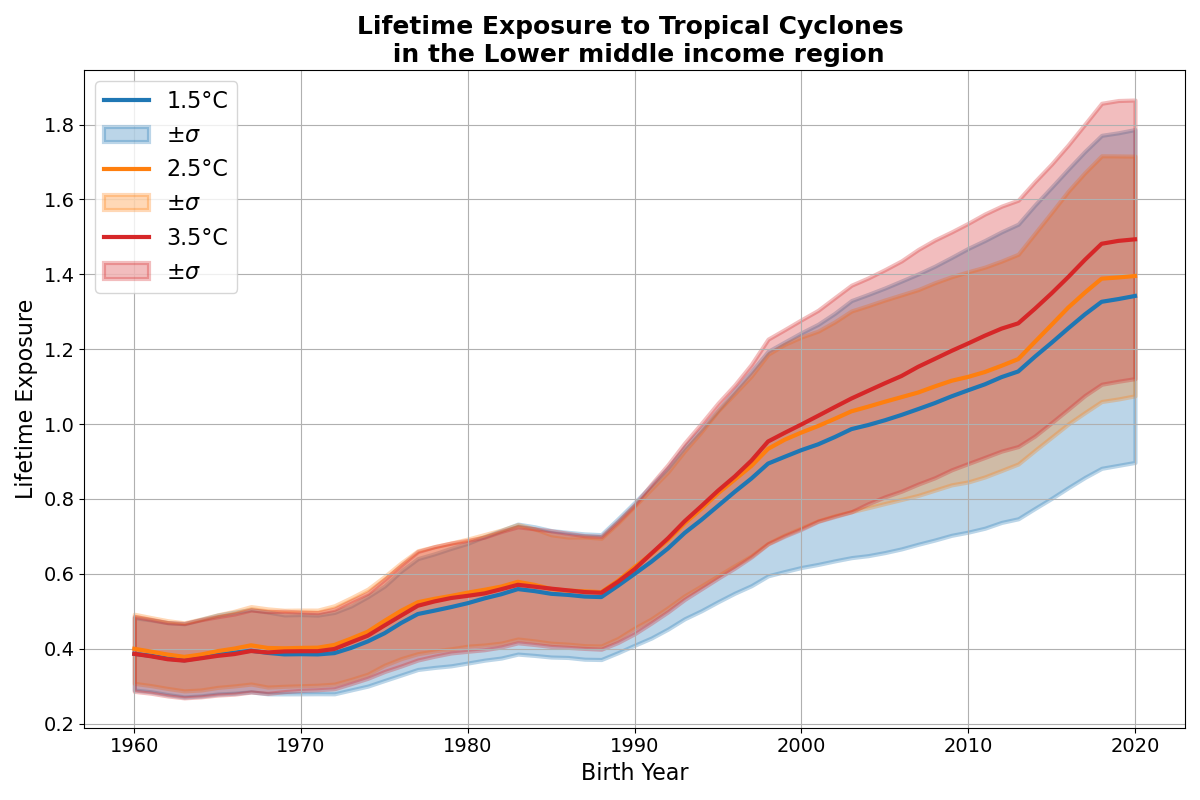 Lifetime Exposure to Tropical Cyclones
in the Lower middle income region
1.5°C
±σ
2.5°C
±σ
3.5°C
±σ
Lifetime Exposure
1.8
1.6
1.4
1.2
1.0
0.8
0.6
0.4
0.2
1960 1970 1980 1990 2000 2010 2020
Birth Year